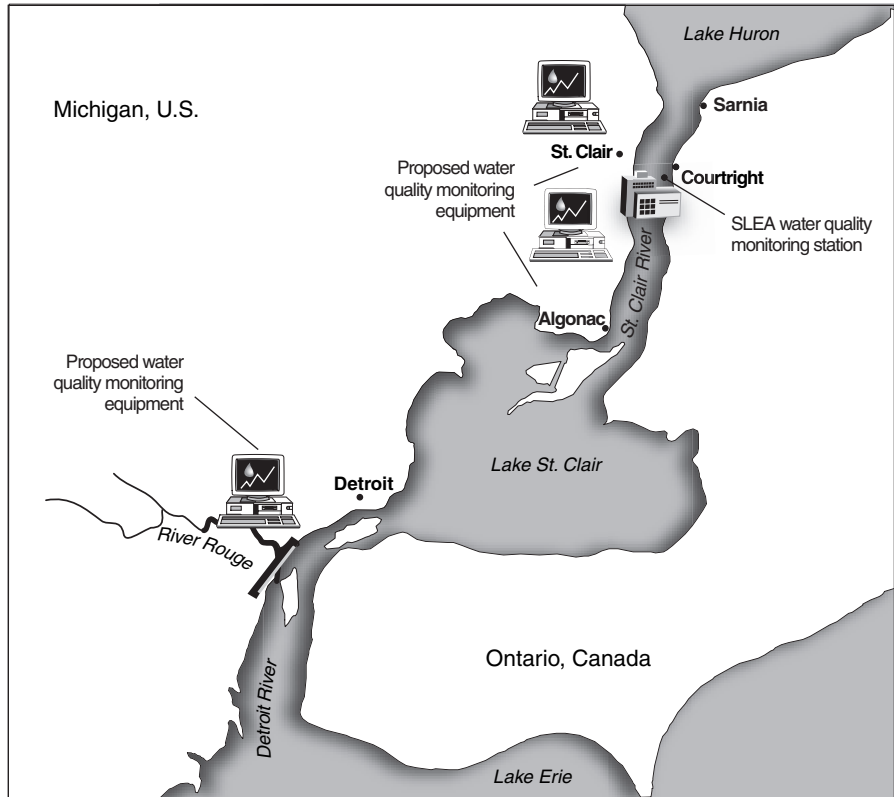 Lake Huron
Michigan, U.S.
Sarnia
St. Clair
Proposed water
quality monitoring
equipment
Courtright
SLEA water quality
monitoring station
St. Clair River
Algonac
Proposed water
quality monitoring
equipment
Lake St. Clair
Detroit
River Rouge
Ontario, Canada
Detroit River
Lake Erie